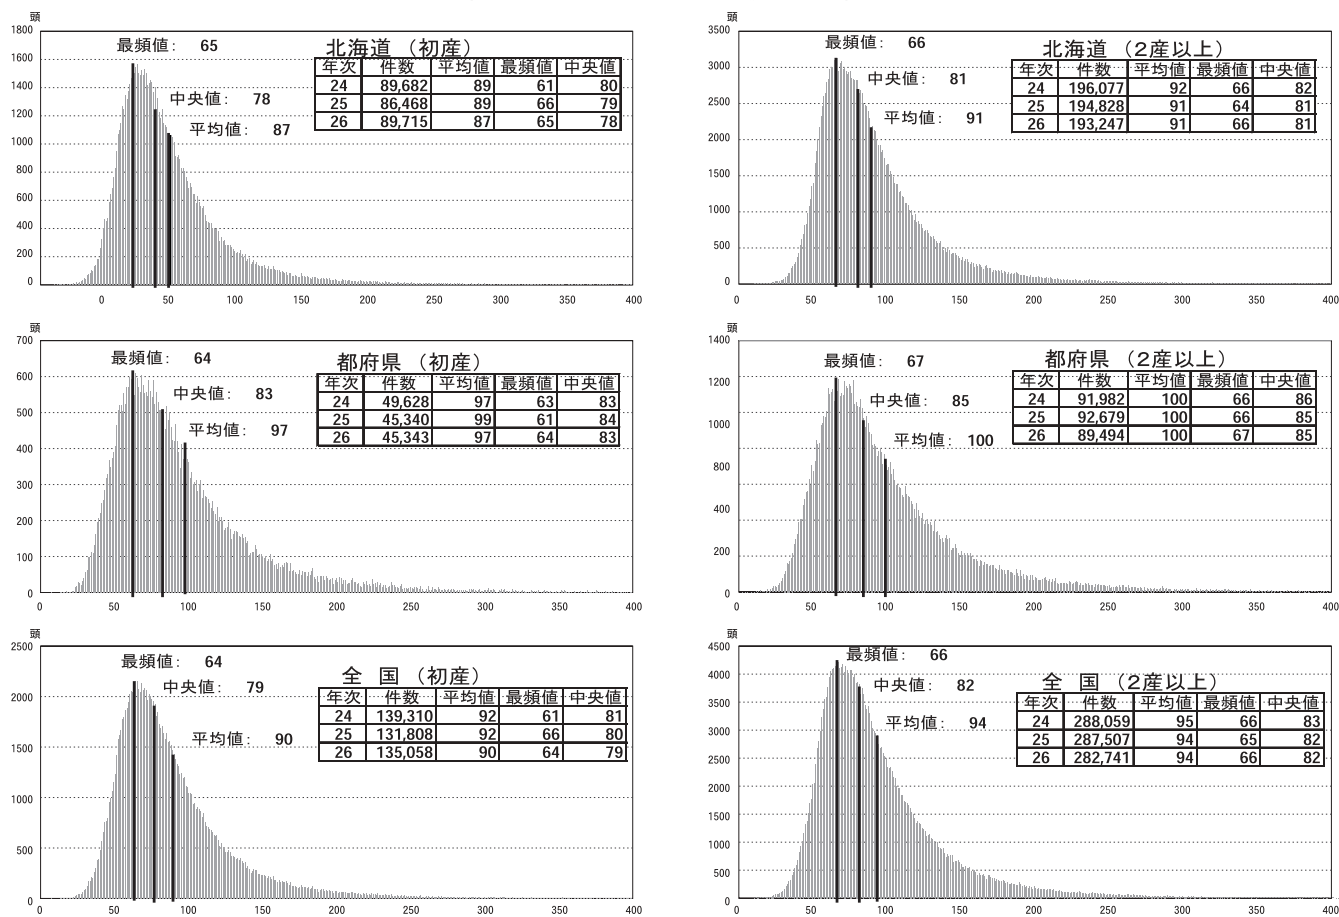 頭
1800
1600
1400
1200
1000
800
600
400
200
0
最頻値： 65
中央値： 78
平均値： 87
北海道（初産）
年次 件数 平均値 最頻値 中央値
24 89,682 89 61 80
25 86,468 89 66 79
26 89,715 87 65 78
0 50 100 150 200 250 300 350 400
頭
3500
3000
2500
2000
1500
1000
500
0
最頻値： 66
中央値： 81
平均値： 91
北海道（2産以上）
年次 件数 平均値 最頻値 中央値
24 196,077 92 66 82
25 194,828 91 64 81
26 193,247 91 66 81
0 50 100 150 200 250 300 350 400
頭
700
600
500
400
300
200
100
0
最頻値： 64
中央値： 83
平均値： 97
都府県（初産）
年次 件数 平均値 最頻値 中央値
24 49,628 97 63 83
25 45,340 99 61 84
26 45,343 97 64 83
0 50 100 150 200 250 300 350 400
頭
1400
1200
1000
800
400
200
0
最頻値： 67
中央値： 85
平均値： 100
都府県（2産以上）
年次 件数 平均値 最頻値 中央値
24 91,982 100 66 86
25 92,679 100 66 85
26 89,494 100 67 85
0 50 100 150 200 250 300 350 400
頭
2500
2000
1500
1000
500
0
最頻値： 64
中央値： 79
平均値： 90
全 国（初産）
年次 件数 平均値 最頻値 中央値
24 139,310 92 61 81
25 131,808 92 66 80
26 135,058 90 64 79
0 50 100 150 200 250 300 350 400
頭
4500
4000
3500
3000
2500
2000
4500
1000
500
0
最頻値： 66
中央値： 82
平均値： 94
全 国（2産以上）
年次 件数 平均値 最頻値 中央値
24 288,059 95 66 83
25 287,507 94 65 82
26 282,741 94 66 82
0 50 100 150 200 250 300 350 400